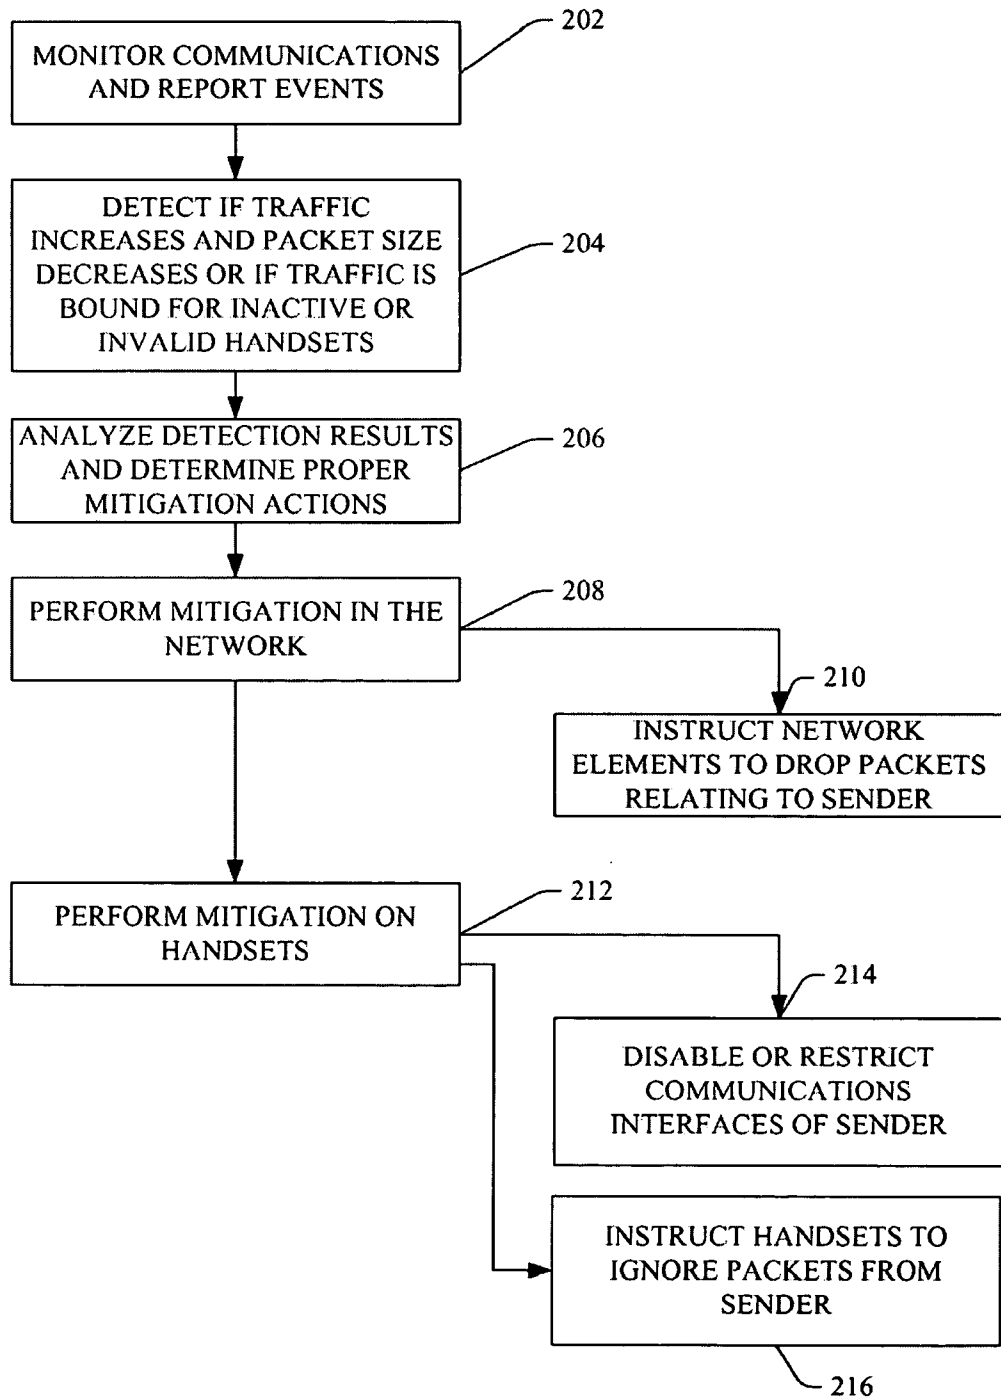 202
MONITOR COMMUNICATIONS
AND REPORT EVENTS
DETECT IF TRAFFIC
INCREASES AND PACKET SIZE
DECREASES OR IF TRAFFIC IS
BOUND FOR INACTIVE OR
INVALID HANDSETS
204
ANALYZE DETECTION RESULTS
AND DETERMINE PROPER
MITIGATION ACTIONS
206
PERFORM MITIGATION IN THE
NETWORK
208
210
INSTRUCT NETWORK
ELEMENTS TO DROP PACKETS
RELATING TO SENDER
PERFORM MITIGATION ON
HANDSETS
212
214
DISABLE OR RESTRICT
COMMUNICATIONS
INTERFACES OF SENDER
INSTRUCT HANDSETS TO
IGNORE PACKETS FROM
SENDER
216